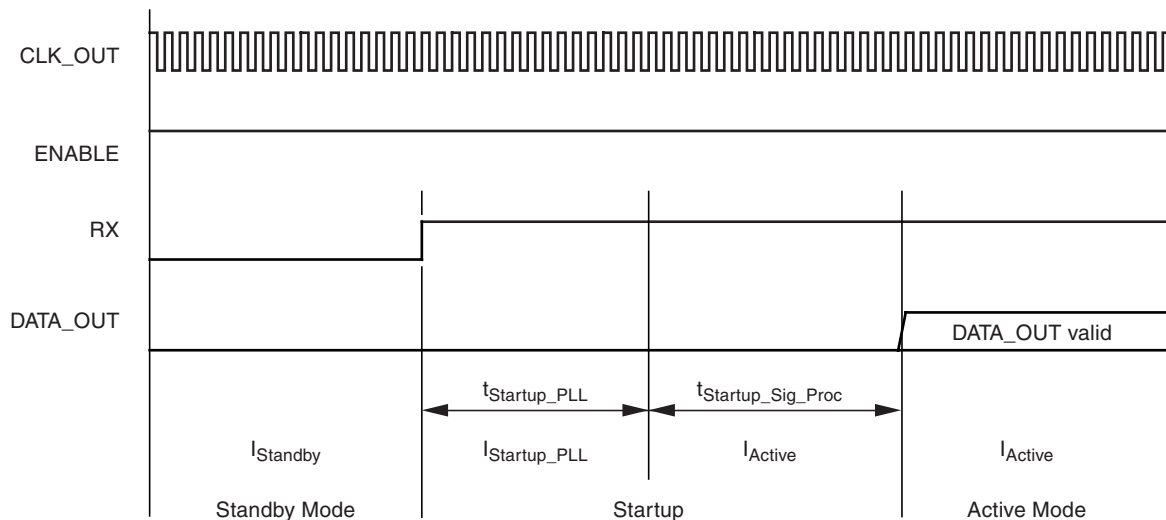 CLK_OUT
ENABLE
RX
DATA_OUT
DATA_OUT valid
tStartup_PLL
tStartup_Sig_Proc
IStandby
IStartup_PLL
IActive
IActive
Standby Mode
Startup
Active Mode